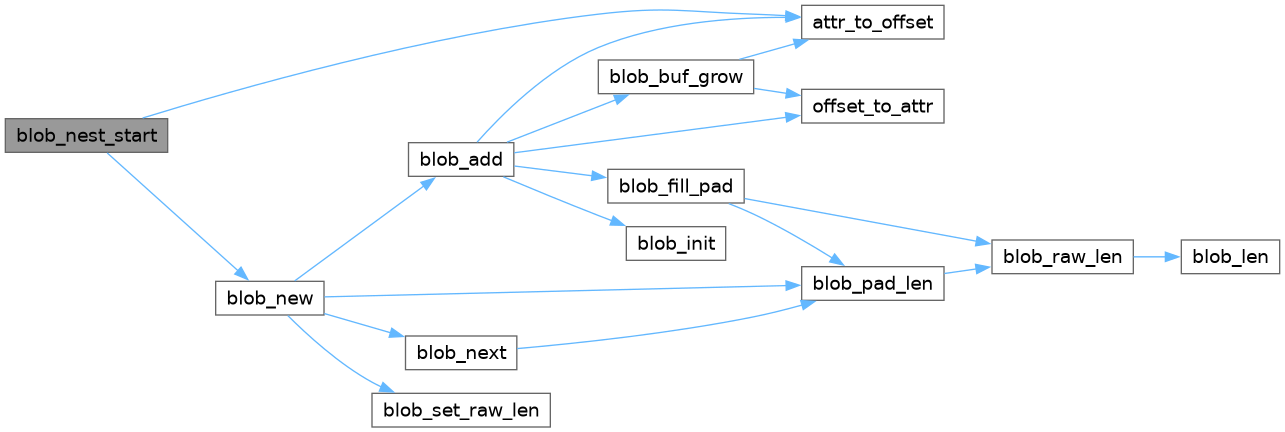 blob_nest_start
blob_new
blob_add
attr_to_offset
blob_buf_grow
offset_to_attr
blob_fill_pad
blob_init
blob_pad_len
blob_raw_len
blob_len
blob_next
blob_set_raw_len